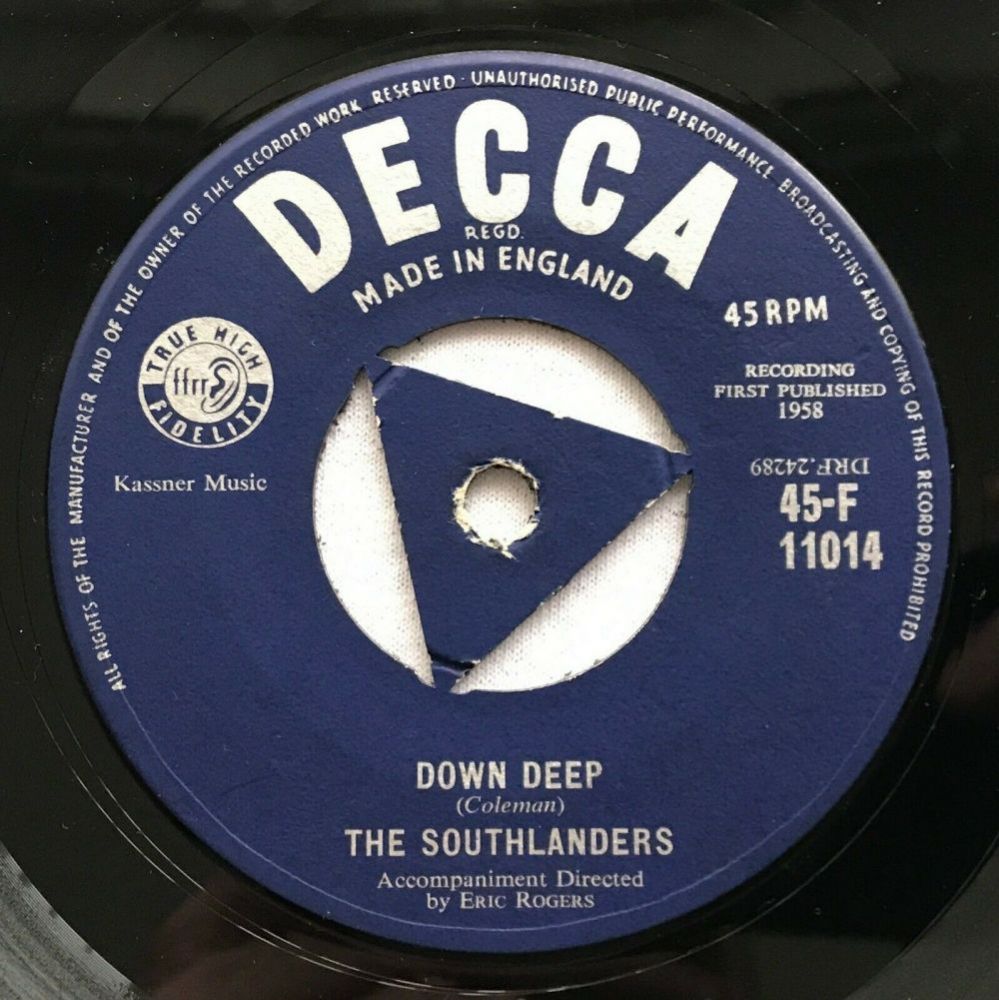 ALL RIGHTS OF THE MANUFACTURER AND OF THE OWNER OF THE RECORDED WORK RESERVED · UNAUTHORISED PUBLIC PERFORMANCE BROADCASTING AND COPYING OF THIS RECORD PROHIBITED
DECCA
REGD.
MADE IN ENGLAND
45 RPM
TRUE HIGH
ffrr
FIDELITY
RECORDING
FIRST PUBLISHED
1958
Kassner Music
DRF.24289
45-F
11014
DOWN DEEP
(Coleman)
THE SOUTHLANDERS
Accompaniment Directed
by ERIC ROGERS